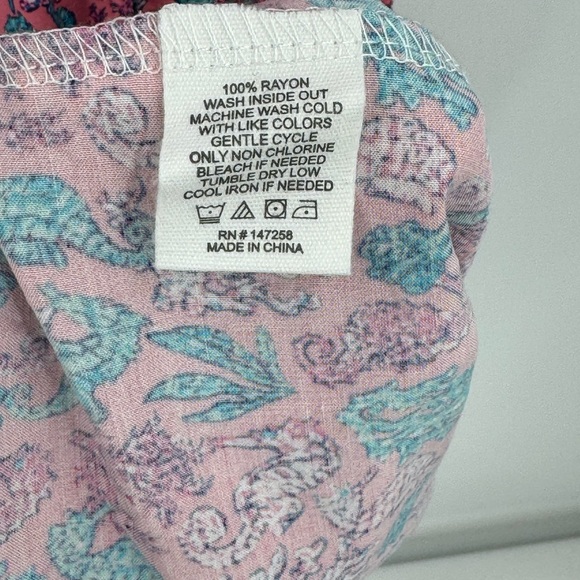 100% RAYON
WASH INSIDE OUT
MACHINE WASH COLD
WITH LIKE COLORS
GENTLE CYCLE
ONLY NON CHLORINE
BLEACH IF NEEDED
TUMBLE DRY LOW
COOL IRON IF NEEDED
RN # 147258
MADE IN CHINA